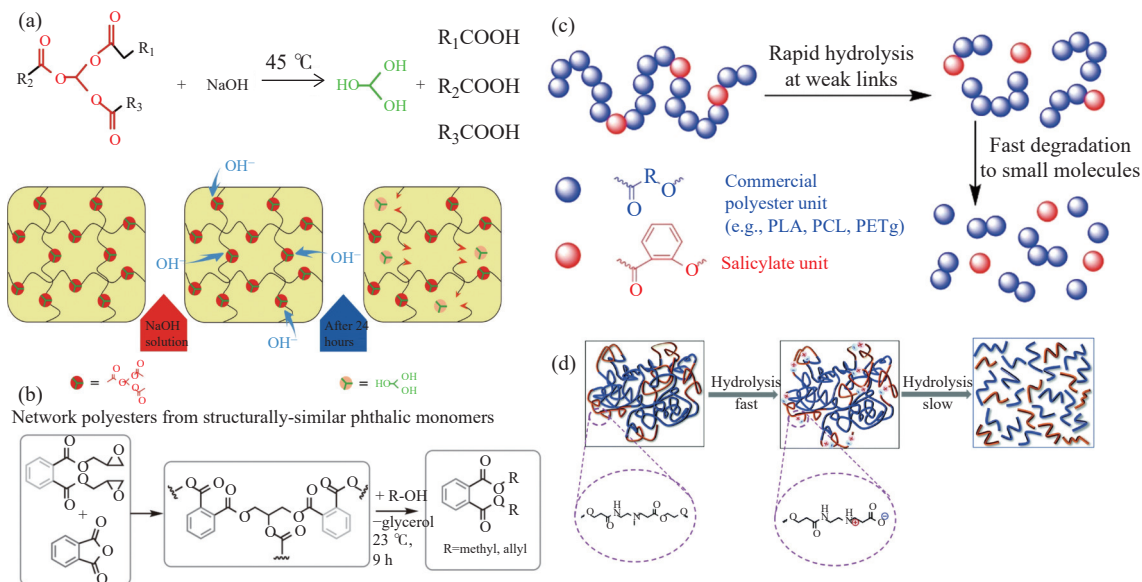 (a)
O
O
O
R₁
R₂
O
O
R₃
O
+
NaOH
45 ℃
OH
HO
OH
+
R₁COOH
R₂COOH
R₃COOH
OH⁻
OH⁻
OH⁻
OH⁻
NaOH
solution
After 24
hours
=
=
HO
OH
OH
(b)
Network polyesters from structurally-similar phthalic monomers
O
O
O
O
O
O
+
O
O
O
O
O
O
O
O
O
O
O
O
+ R-OH
−glycerol
23 ℃,
9 h
O
O
R
O
R
O
R=methyl, allyl
(c)
Rapid hydrolysis
at weak links
Fast degradation
to small molecules
R
O
O
Commercial
polyester unit
(e.g., PLA, PCL, PETg)
O
O
Salicylate unit
(d)
Hydrolysis
fast
Hydrolysis
slow